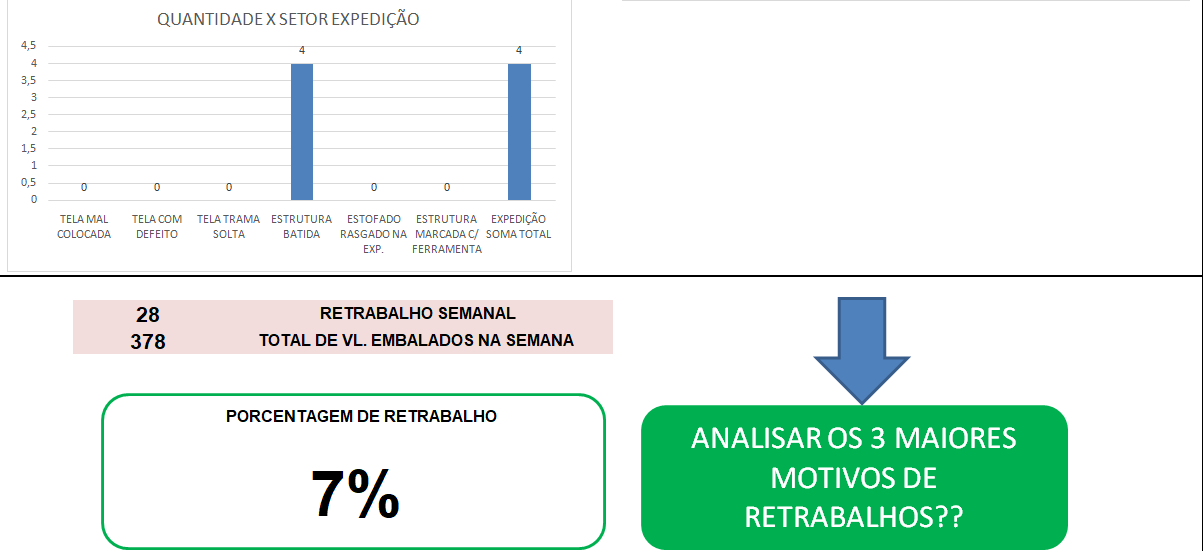 QUANTIDADE X SETOR EXPEDIÇÃO
4,5
4
3,5
3
2,5
2
1,5
1
0,5
0
0
0
0
4
0
0
4
TELA MAL
COLOCADA
TELA COM
DEFEITO
TELA TRAMA
SOLTA
ESTRUTURA
BATIDA
ESTOFADO
RASGADO NA
EXP.
ESTRUTURA
MARCADA C/
FERRAMENTA
EXPEDIÇÃO
SOMA TOTAL
28 RETRABALHO SEMANAL
378 TOTAL DE VL. EMBALADOS NA SEMANA
PORCENTAGEM DE RETRABALHO
7%
ANALISAR OS 3 MAIORES
MOTIVOS DE
RETRABALHOS??